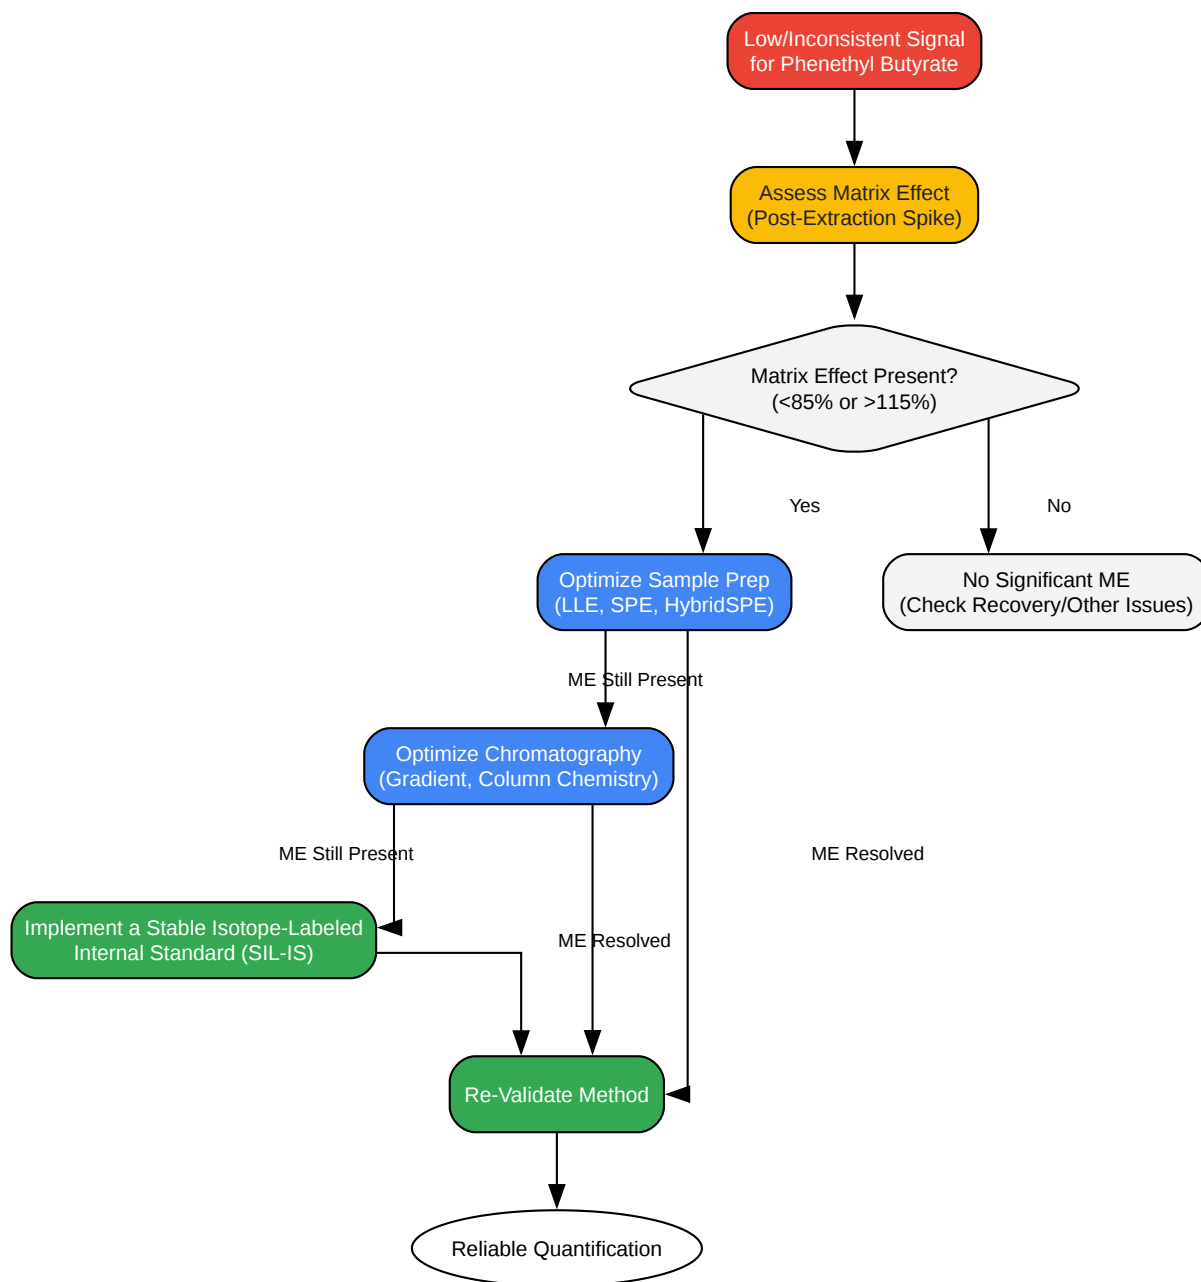 Low/Inconsistent Signal
for Phenethyl Butyrate
Assess Matrix Effect
(Post-Extraction Spike)
Matrix Effect Present?
(<85% or >115%)
Yes
No
Optimize Sample Prep
(LLE, SPE, HybridSPE)
No Significant ME
(Check Recovery/Other Issues)
ME Still Present
Optimize Chromatography
(Gradient, Column Chemistry)
ME Still Present
ME Resolved
Implement a Stable Isotope-Labeled
Internal Standard (SIL-IS)
ME Resolved
Re-Validate Method
Reliable Quantification